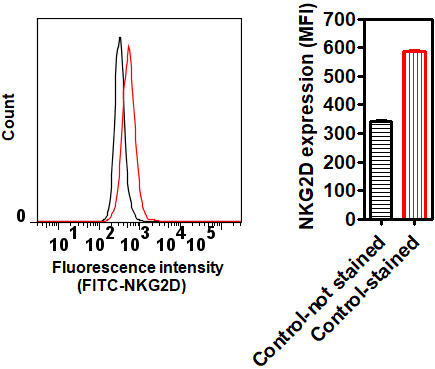 Count
0
10 1 10 2 10 3 10 4 10 5
Fluorescence intensity
(FITC-NKG2D)
NKG2D expression (MFI)
700
600
500
400
300
200
100
0
Control-not stained
Control-stained